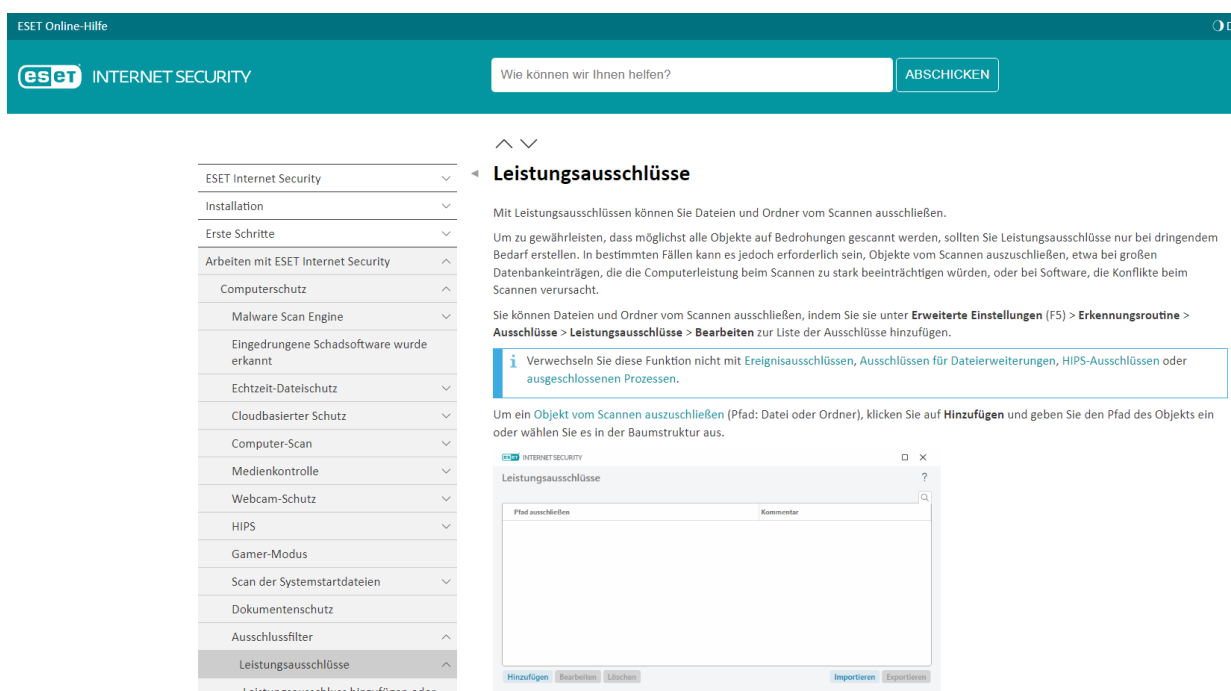 ESET Online-Hilfe
eset INTERNET SECURITY
Wie können wir Ihnen helfen?
ABSCHICKEN
ESET Internet Security
Installation
Erste Schritte
Arbeiten mit ESET Internet Security
Computerschutz
Malware Scan Engine
Eingedrungene Schadsoftware wurde
erkannt
Echtzeit-Dateischutz
Cloudbasierter Schutz
Computer-Scan
Medienkontrolle
Webcam-Schutz
HIPS
Gamer-Modus
Scan der Systemstartdateien
Dokumentenschutz
Ausschlussfilter
Leistungsausschlüsse
Leistungsausschluss hinzufügen oder
Leistungsausschlüsse
Mit Leistungsausschlüssen können Sie Dateien und Ordner vom Scannen ausschließen.
Um zu gewährleisten, dass möglichst alle Objekte auf Bedrohungen gescannt werden, sollten Sie Leistungsausschlüsse nur bei dringendem
Bedarf erstellen. In bestimmten Fällen kann es jedoch erforderlich sein, Objekte vom Scannen auszuschließen, etwa bei großen
Datenbankeinträgen, die die Computerleistung beim Scannen zu stark beeinträchtigen würden, oder bei Software, die Konflikte beim
Scannen verursacht.
Sie können Dateien und Ordner vom Scannen ausschließen, indem Sie sie unter Erweiterte Einstellungen (F5) > Erkennungsroutine >
Ausschlüsse > Leistungsausschlüsse > Bearbeiten zur Liste der Ausschlüsse hinzufügen.
Verwechseln Sie diese Funktion nicht mit Ereignisausschlüssen, Ausschlüssen für Dateierweiterungen, HIPS-Ausschlüssen oder
ausgeschlossenen Prozessen.
Um ein Objekt vom Scannen auszuschließen (Pfad: Datei oder Ordner), klicken Sie auf Hinzufügen und geben Sie den Pfad des Objekts ein
oder wählen Sie es in der Baumstruktur aus.
eset INTERNET SECURITY
Leistungsausschlüsse ?
Pfad ausschließen Kommentar
Hinzufügen Bearbeiten Löschen Importieren Exportieren